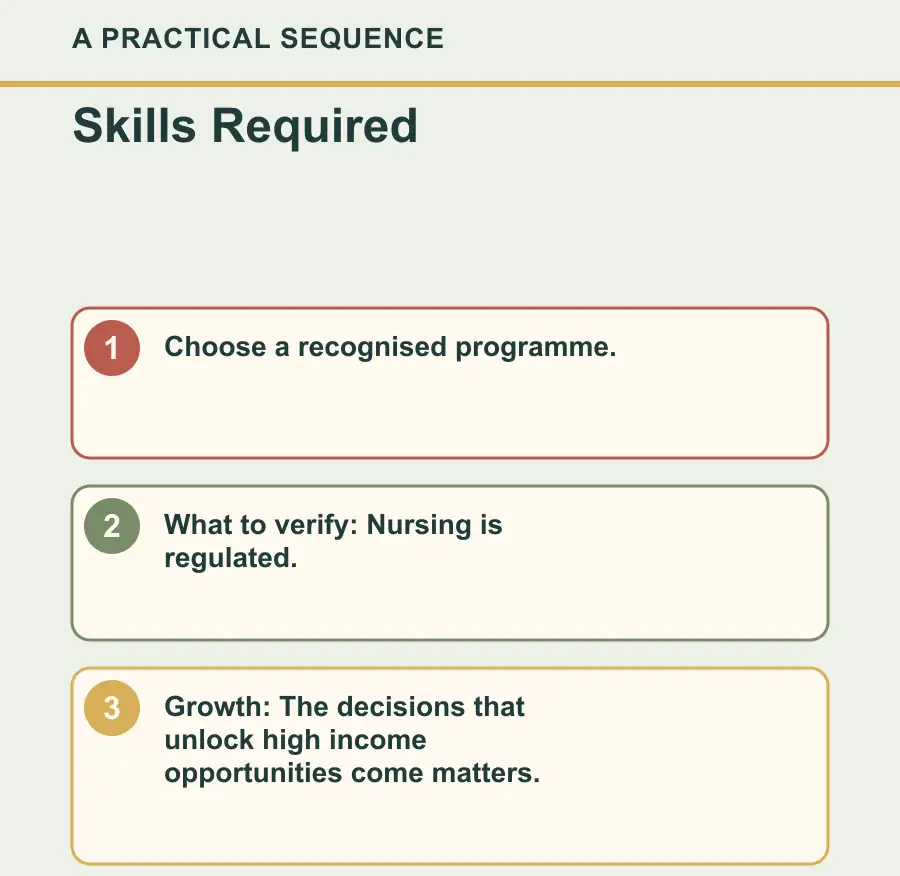 A PRACTICAL SEQUENCE
Skills Required
1
Choose a recognised programme.
2
What to verify: Nursing is
regulated.
3
Growth: The decisions that
unlock high income
opportunities come matters.